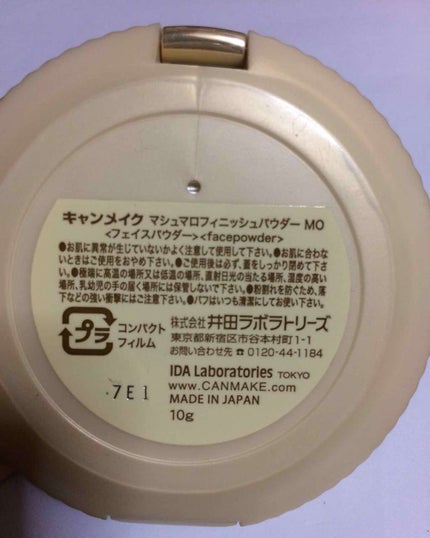 キャンメイク マシュマロフィニッシュパウダー MO
<フェイスパウダー><facepowder>
●お肌に異常が生じていないかよく注意して使用して下さい。●お肌に合わ
ないときはご使用をおやめ下さい。●ご使用後は必ず、蓋をしっかり閉めて下さ
い。●極端に高温の場所又は低温の場所、直射日光の当たる場所、湿度の高い
場所、乳幼児の手の届く場所には保管しないで下さい。●粉割れを防ぐため、落
下などの強い衝撃にはご注意下さい。●パフはいつも清潔にしてお使い下さい。
プラ
コンパクト
フィルム
株式会社 井田ラボラトリーズ
東京都新宿区市谷本村町1-1
お問い合わせ先 ☎ 0120-44-1184
IDA Laboratories TOKYO
www.CANMAKE.com
MADE IN JAPAN
10g
7E1